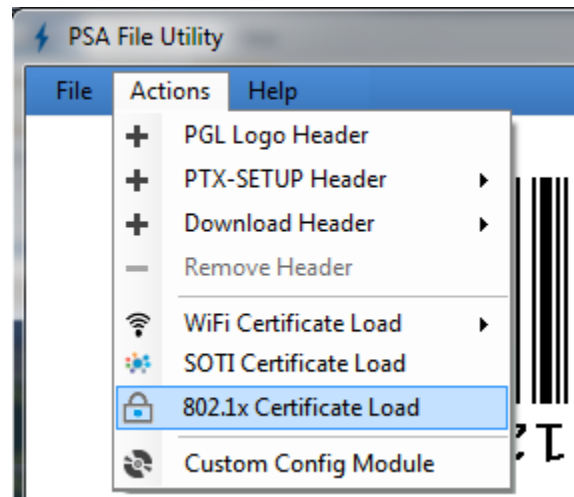 PSA File Utility
File Actions Help
PGL Logo Header
PTX-SETUP Header
Download Header
Remove Header
WiFi Certificate Load
SOTI Certificate Load
802.1x Certificate Load
Custom Config Module